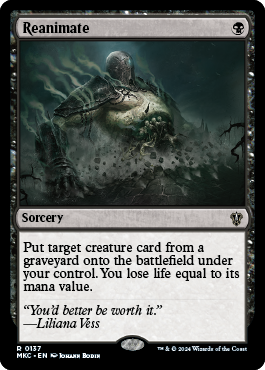 Reanimate
Sorcery
Put target creature card from a
graveyard onto the battlefield under
your control. You lose life equal to its
mana value.
“You’d better be worth it.”
—Liliana Vess
R 0137
MKC • EN Johann Bodin
™ & © 2024 Wizards of the Coast